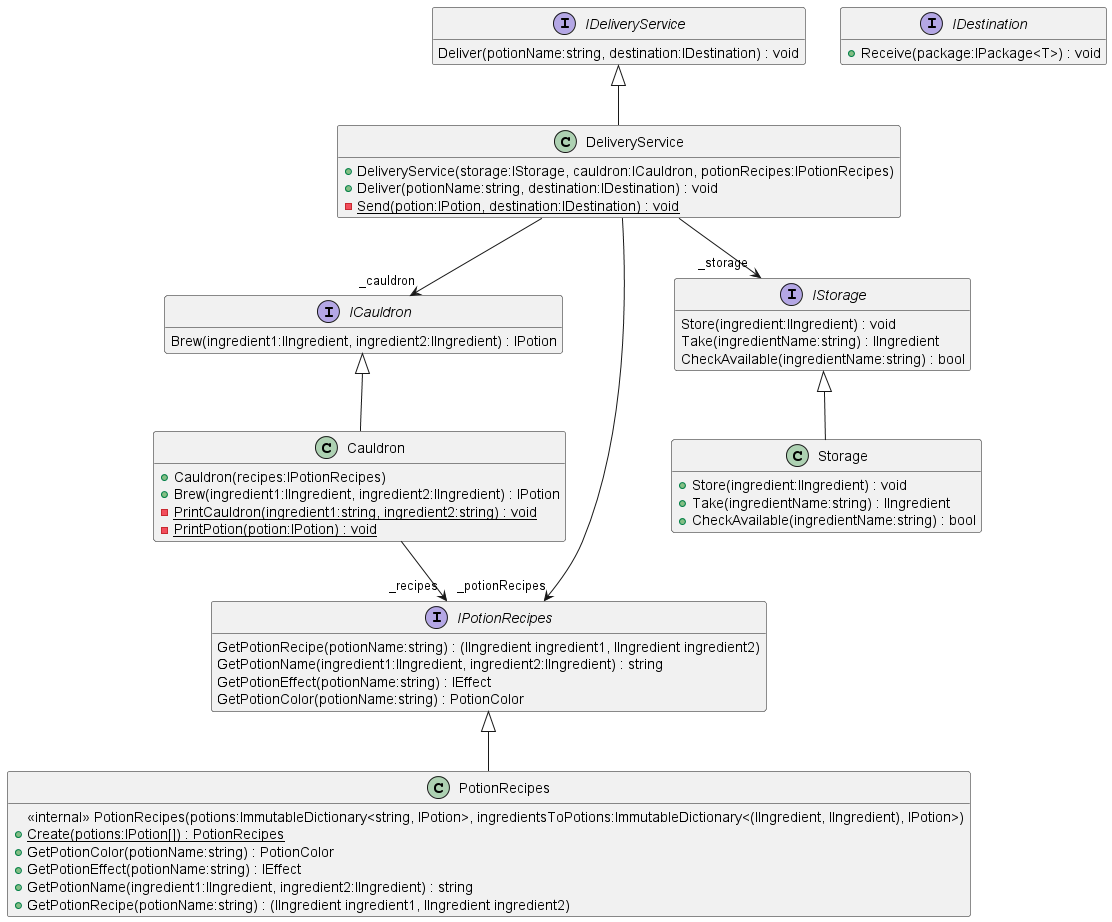 I IDeliveryService
Deliver(potionName:string, destination:IDestination) : void
I IDestination
Receive(package:IPackage<T>) : void
C DeliveryService
DeliveryService(storage:IStorage, cauldron:ICauldron, potionRecipes:IPotionRecipes)
Deliver(potionName:string, destination:IDestination) : void
Send(potion:IPotion, destination:IDestination) : void
_cauldron
_storage
I ICauldron
Brew(ingredient1:IIngredient, ingredient2:IIngredient) : IPotion
I IStorage
Store(ingredient:IIngredient) : void
Take(ingredientName:string) : IIngredient
CheckAvailable(ingredientName:string) : bool
C Cauldron
Cauldron(recipes:IPotionRecipes)
Brew(ingredient1:IIngredient, ingredient2:IIngredient) : IPotion
PrintCauldron(ingredient1:string, ingredient2:string) : void
PrintPotion(potion:IPotion) : void
C Storage
Store(ingredient:IIngredient) : void
Take(ingredientName:string) : IIngredient
CheckAvailable(ingredientName:string) : bool
_recipes
_potionRecipes
I IPotionRecipes
GetPotionRecipe(potionName:string) : (IIngredient ingredient1, IIngredient ingredient2)
GetPotionName(ingredient1:IIngredient, ingredient2:IIngredient) : string
GetPotionEffect(potionName:string) : IEffect
GetPotionColor(potionName:string) : PotionColor
C PotionRecipes
«internal» PotionRecipes(potions:ImmutableDictionary<string, IPotion>, ingredientsToPotions:ImmutableDictionary<(IIngredient, IIngredient), IPotion>)
Create(potions:IPotion[]) : PotionRecipes
GetPotionColor(potionName:string) : PotionColor
GetPotionEffect(potionName:string) : IEffect
GetPotionName(ingredient1:IIngredient, ingredient2:IIngredient) : string
GetPotionRecipe(potionName:string) : (IIngredient ingredient1, IIngredient ingredient2)